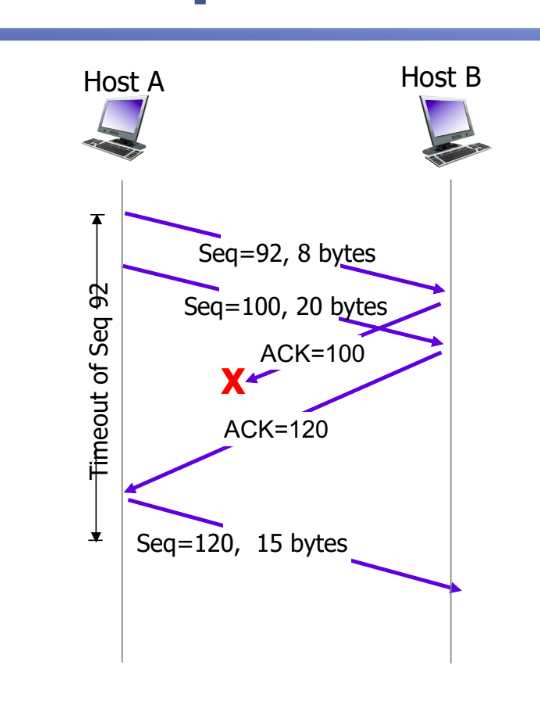 Host A
Host B
Timeout of Seq 92
Seq=92, 8 bytes
Seq=100, 20 bytes
ACK=100
X
ACK=120
Seq=120, 15 bytes